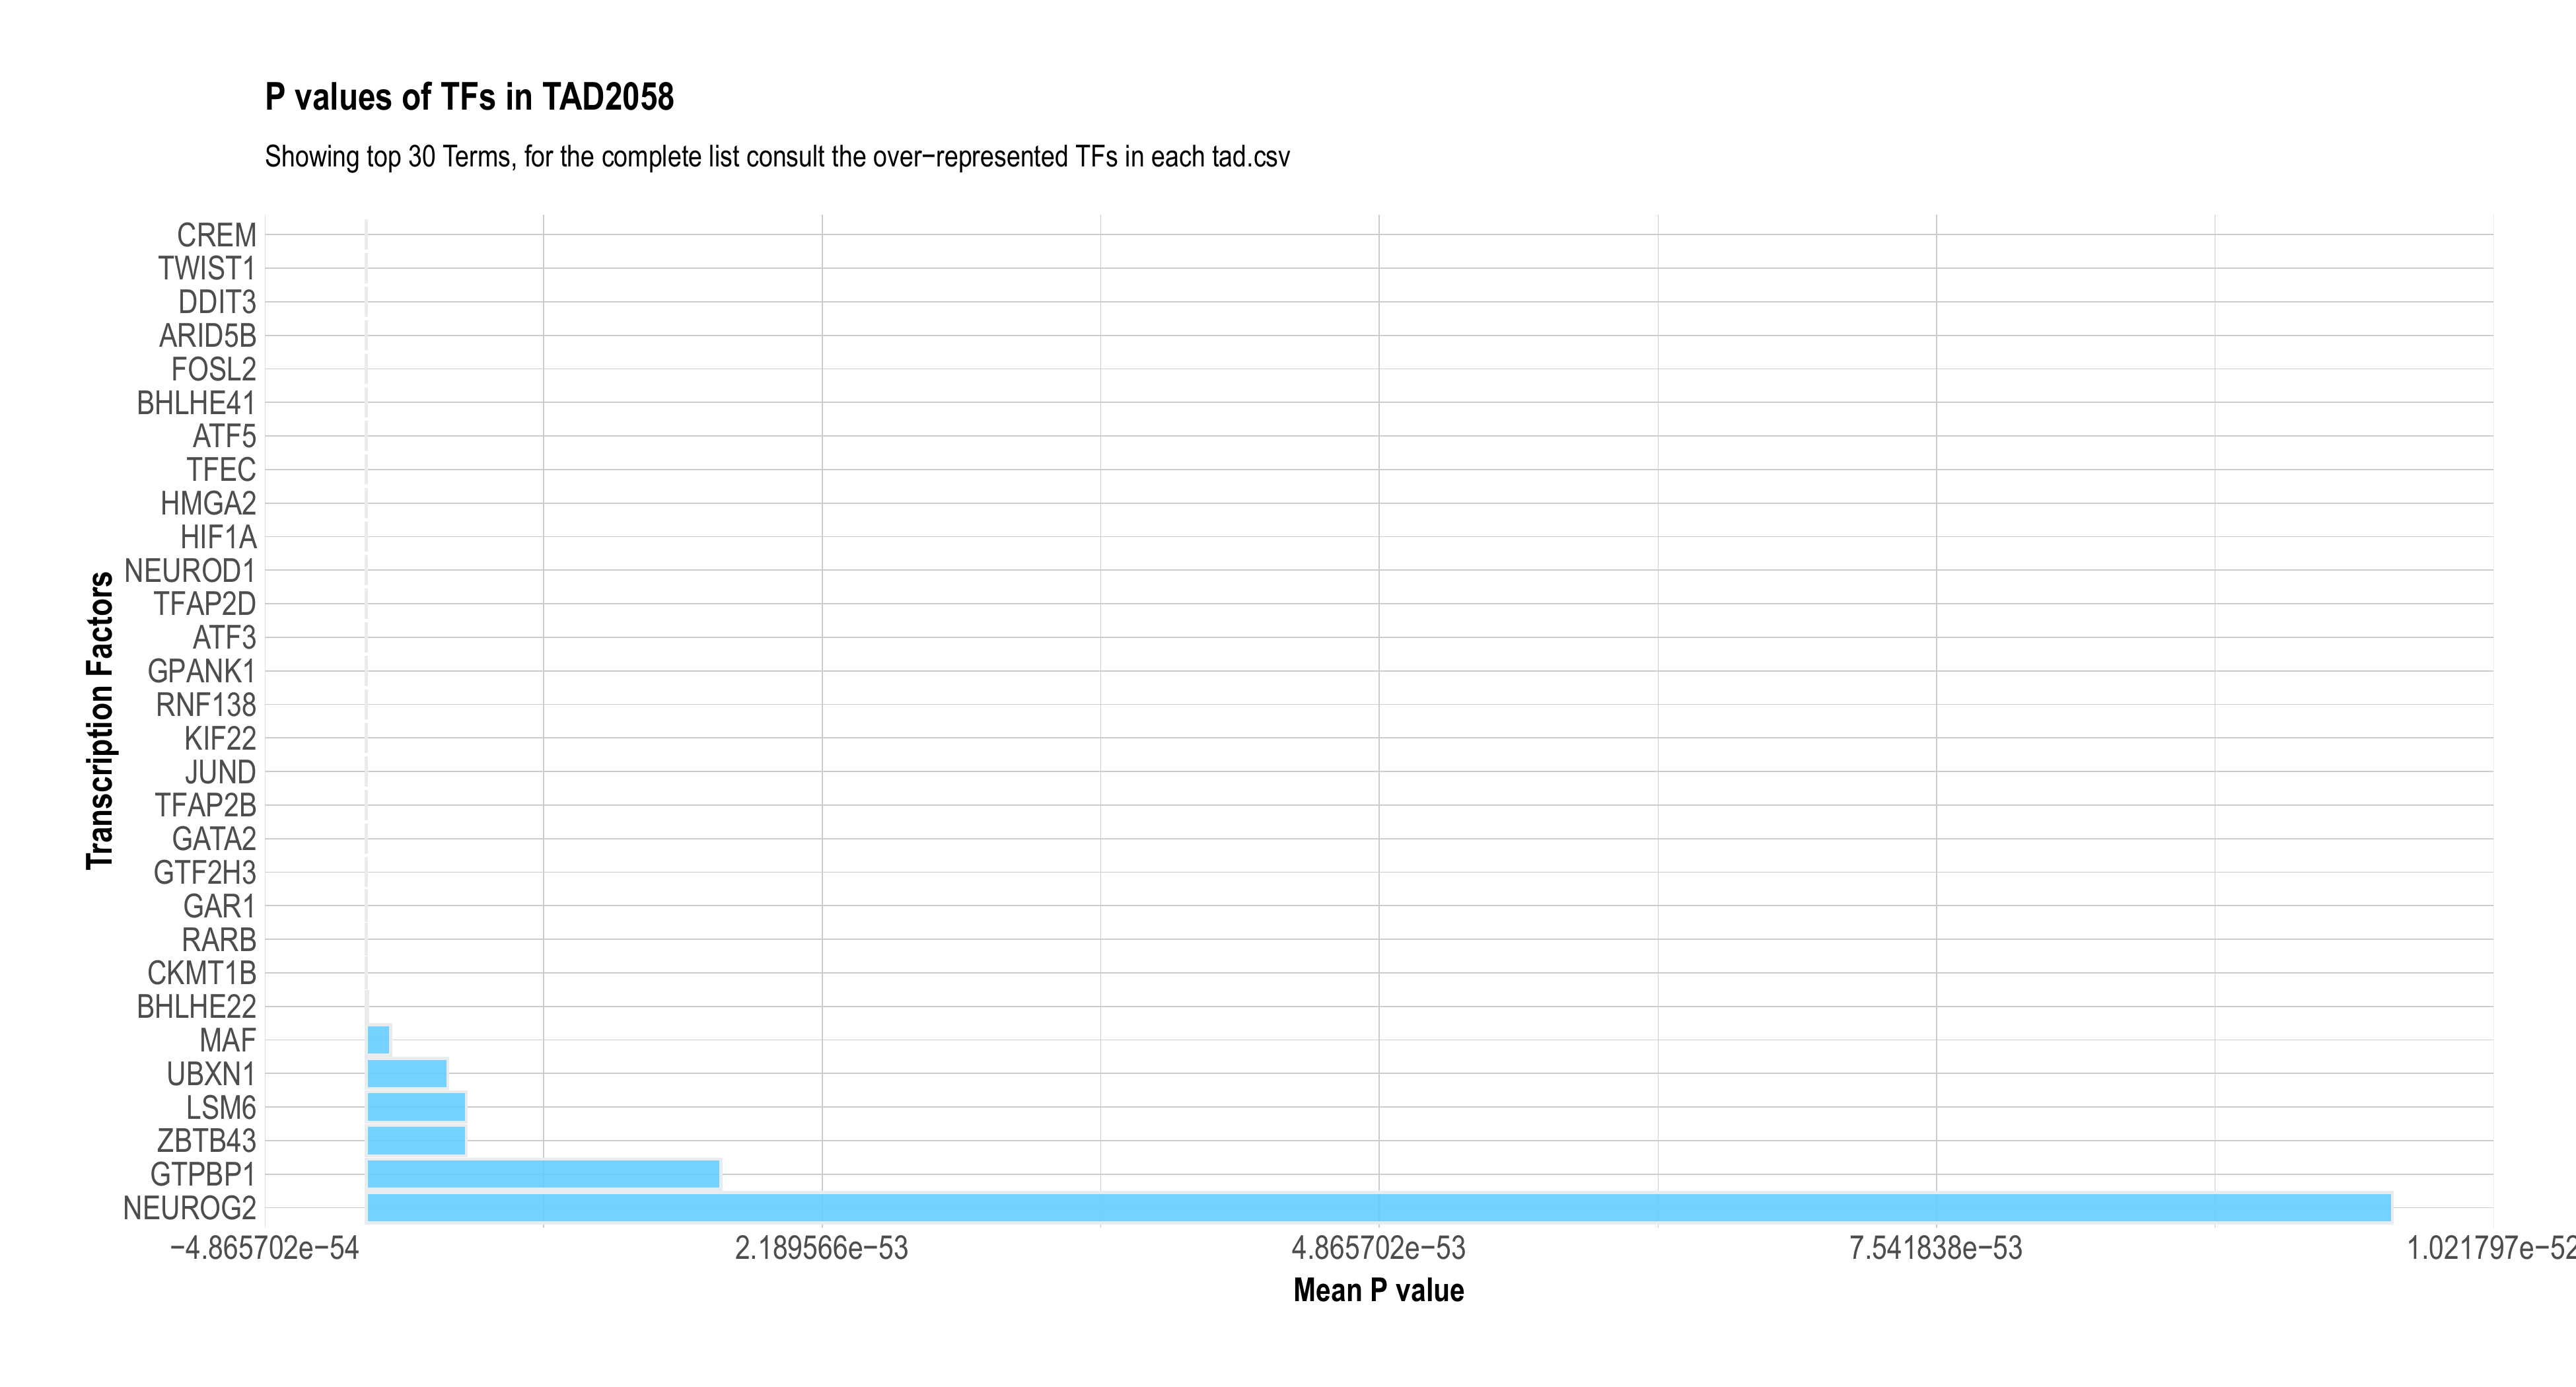 P values of TFs in TAD2058
Showing top 30 Terms, for the complete list consult the over−represented TFs in each tad.csv
Transcription Factors
CREM
TWIST1
DDIT3
ARID5B
FOSL2
BHLHE41
ATF5
TFEC
HMGA2
HIF1A
NEUROD1
TFAP2D
ATF3
GPANK1
RNF138
KIF22
JUND
TFAP2B
GATA2
GTF2H3
GAR1
RARB
CKMT1B
BHLHE22
MAF
UBXN1
LSM6
ZBTB43
GTPBP1
NEUROG2
−4.865702e−54 2.189566e−53 4.865702e−53 7.541838e−53 1.021797e−52
Mean P value